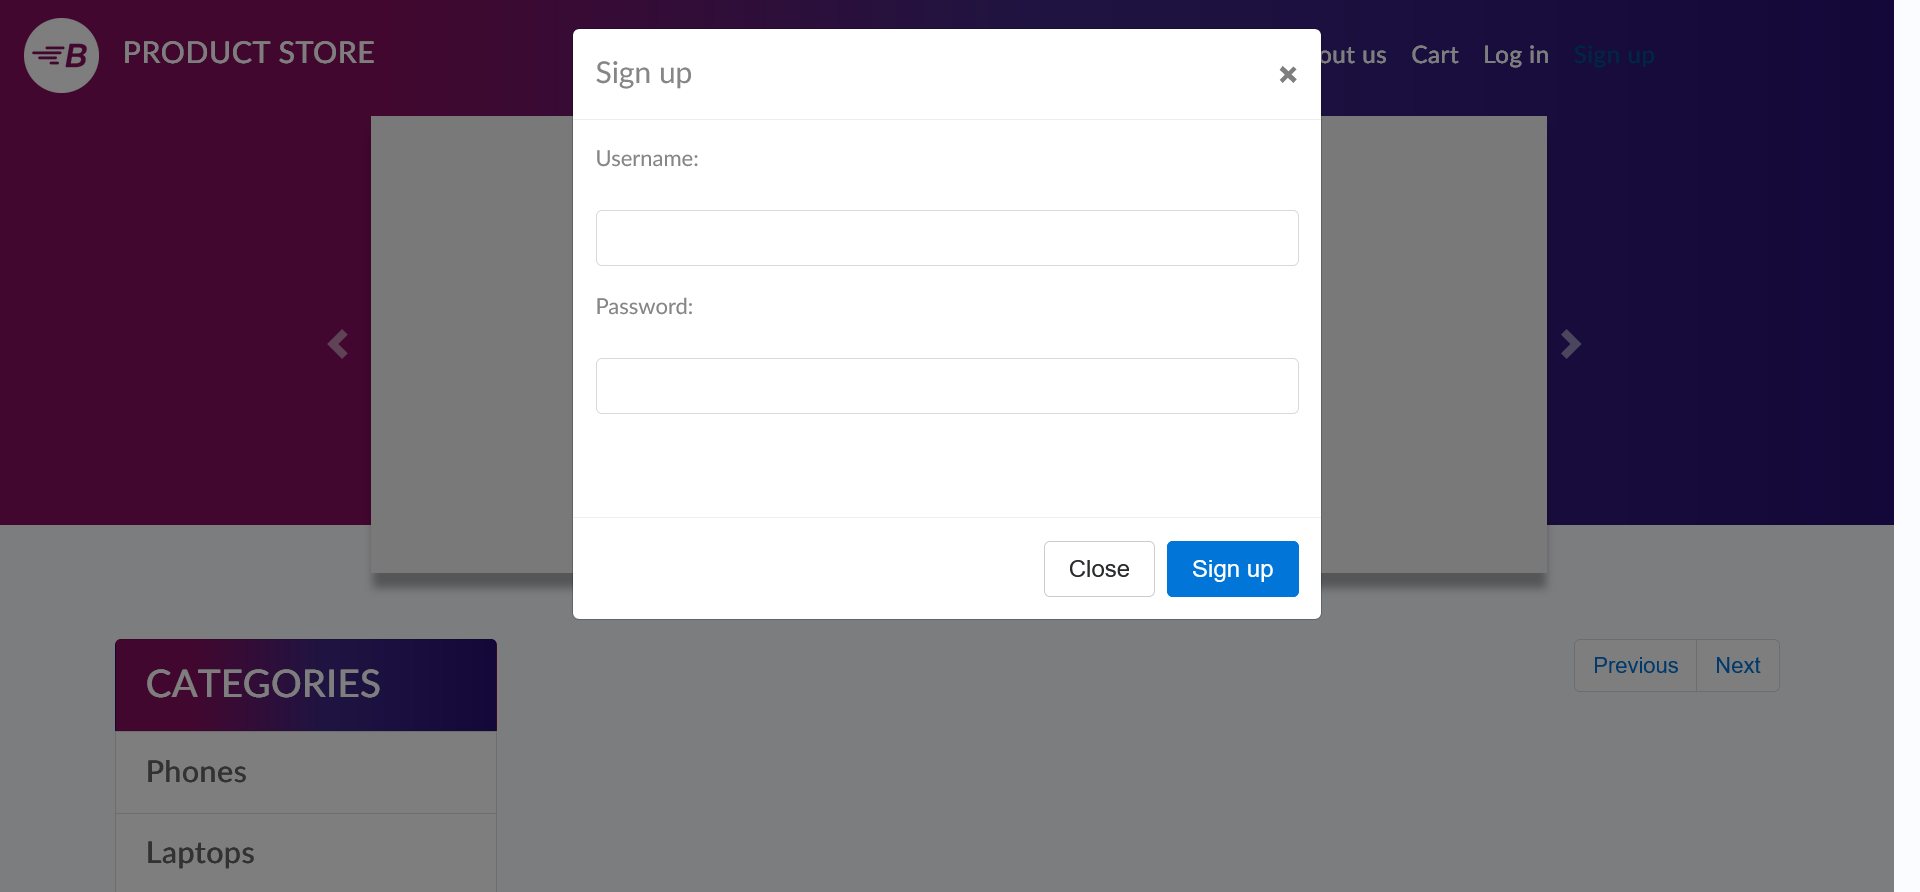 B PRODUCT STORE
out us Cart Log in Sign up
Sign up ×
Username:
Password:
Close Sign up
CATEGORIES
Previous Next
Phones
Laptops